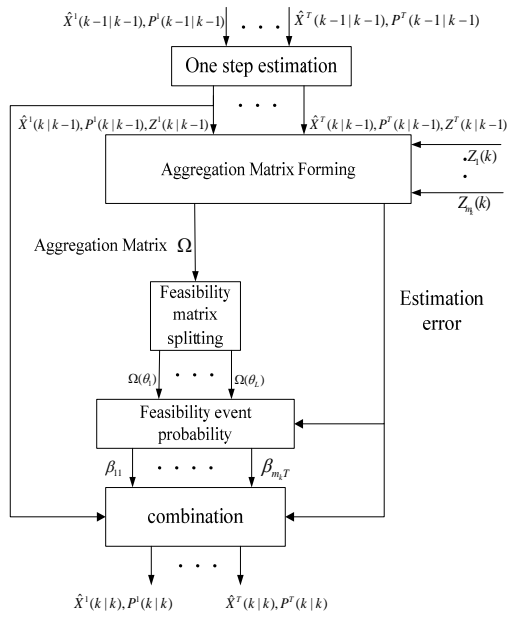 X̂¹(k−1|k−1), P¹(k−1|k−1) . . . X̂ᵀ(k−1|k−1), Pᵀ(k−1|k−1)
One step estimation
. . .
X̂¹(k|k−1), P¹(k|k−1), Z¹(k|k−1) X̂ᵀ(k|k−1), Pᵀ(k|k−1), Zᵀ(k|k−1)
Aggregation Matrix Forming
Z₁(k)
Z_{m_k}(k)
Aggregation Matrix Ω
Feasibility
matrix
splitting
Estimation
error
Ω(θ₁) . . . Ω(θ_L)
Feasibility event
probability
β₁₁ . . . . β_{m_k T}
combination
. . .
X̂¹(k|k), P¹(k|k) X̂ᵀ(k|k), Pᵀ(k|k)